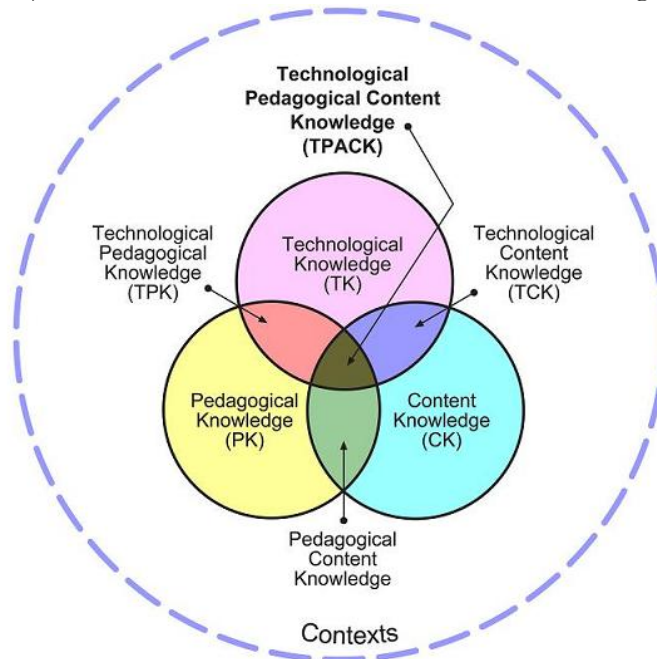 Technological
Pedagogical Content
Knowledge
(TPACK)
Technological
Pedagogical
Knowledge
(TPK)
Technological
Knowledge
(TK)
Technological
Content
Knowledge
(TCK)
Pedagogical
Knowledge
(PK)
Content
Knowledge
(CK)
Pedagogical
Content
Knowledge
Contexts